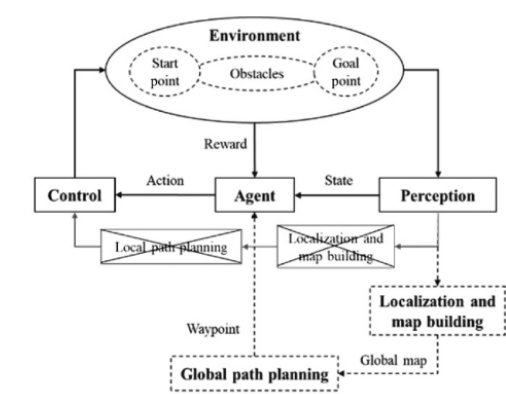 Environment
Start
point
Obstacles
Goal
point
Reward
Control
Action
Agent
State
Perception
Local path planning
Localization and
map building
Localization and
map building
Waypoint
Global map
Global path planning